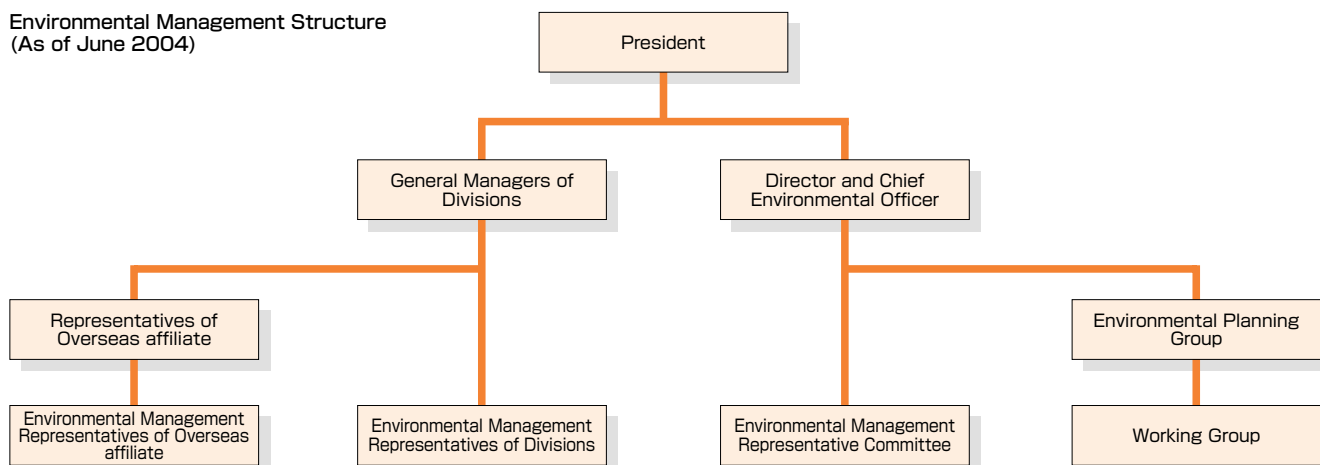 Environmental Management Structure
(As of June 2004)
President
General Managers of
Divisions
Director and Chief
Environmental Officer
Representatives of
Overseas affiliate
Environmental Planning
Group
Environmental Management
Representatives of Overseas
affiliate
Environmental Management
Representatives of Divisions
Environmental Management
Representative Committee
Working Group